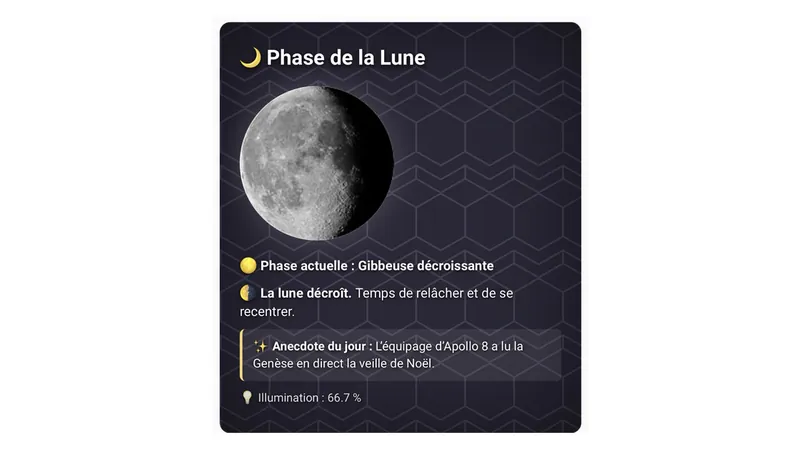 🌙 Phase de la Lune
🌕 Phase actuelle : Gibbeuse décroissante
🌗 La lune décroît. Temps de relâcher et de se
recentrer.
✨ Anecdote du jour : L’équipage d’Apollo 8 a lu la
Genèse en direct la veille de Noël.
💡 Illumination : 66.7 %